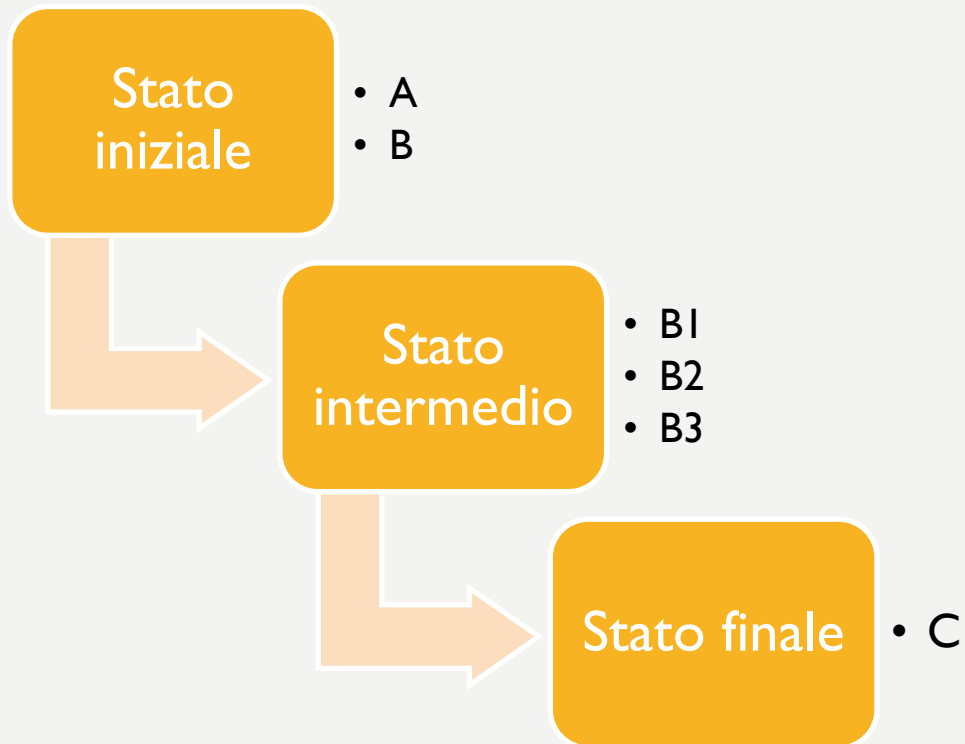 Stato
iniziale
• A
• B
Stato
intermedio
• B1
• B2
• B3
Stato finale
• C